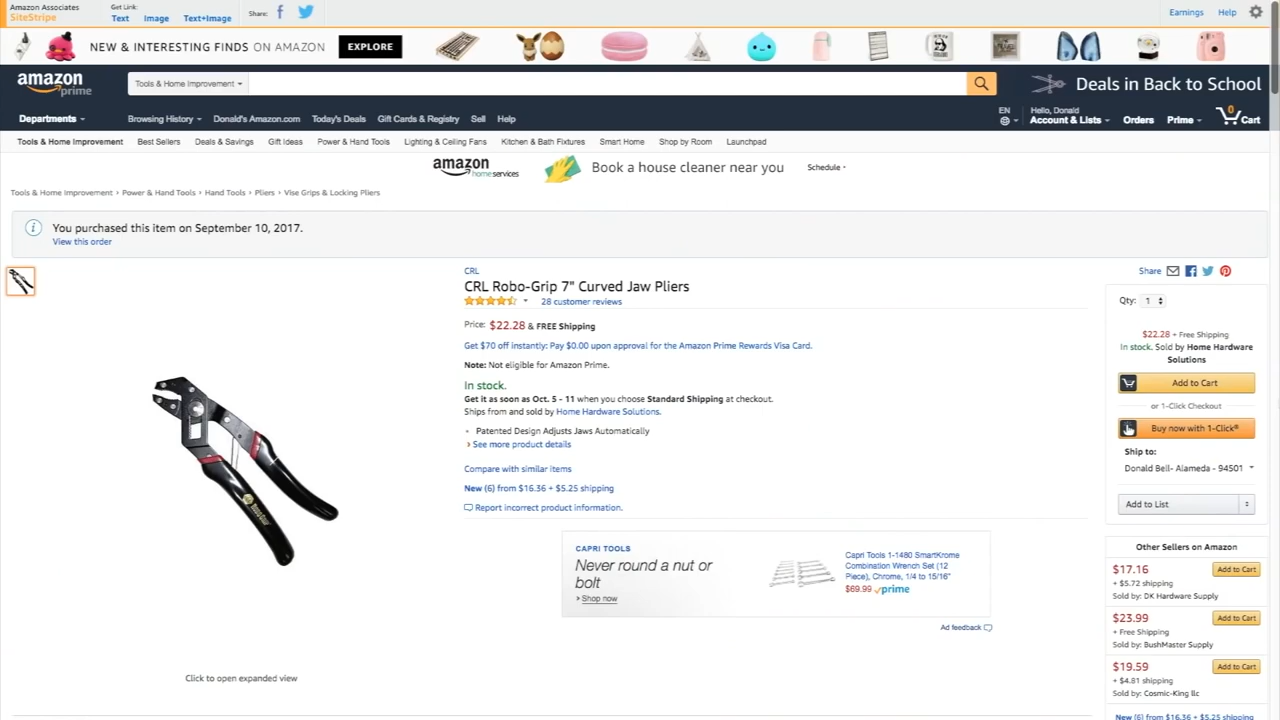 Amazon Associates
SiteStripe
Get Link:
Text Image Text+Image
Share:
Earnings Help
NEW & INTERESTING FINDS ON AMAZON EXPLORE
amazon prime
Tools & Home Improvement
Deals in Back to School
Departments
Browsing History Donald's Amazon.com Today's Deals Gift Cards & Registry Sell Help
EN
Hello, Donald
Account & Lists Orders Prime 0 Cart
Tools & Home Improvement Best Sellers Deals & Savings Gift Ideas Power & Hand Tools Lighting & Ceiling Fans Kitchen & Bath Fixtures Smart Home Shop by Room Launchpad
amazon home services
Book a house cleaner near you Schedule
Tools & Home Improvement › Power & Hand Tools › Hand Tools › Pliers › Vise Grips & Locking Pliers
You purchased this item on September 10, 2017.
View this order
CRL
CRL Robo-Grip 7" Curved Jaw Pliers
28 customer reviews
Price: $22.28 & FREE Shipping
Get $70 off instantly: Pay $0.00 upon approval for the Amazon Prime Rewards Visa Card.
Note: Not eligible for Amazon Prime.
In stock.
Get it as soon as Oct. 5 - 11 when you choose Standard Shipping at checkout.
Ships from and sold by Home Hardware Solutions.
• Patented Design Adjusts Jaws Automatically
› See more product details
Compare with similar items
New (6) from $16.36 + $5.25 shipping
Report incorrect product information.
CAPRI TOOLS
Never round a nut or
bolt
› Shop now
Capri Tools 1-1480 SmartKrome
Combination Wrench Set (12
Piece), Chrome, 1/4 to 15/16"
$69.99 prime
Ad feedback
Click to open expanded view
Share
Qty: 1
$22.28 + Free Shipping
In stock. Sold by Home Hardware
Solutions
Add to Cart
or 1-Click Checkout
Buy now with 1-Click®
Ship to:
Donald Bell- Alameda - 94501
Add to List
Other Sellers on Amazon
$17.16 Add to Cart
+ $5.72 shipping
Sold by: DK Hardware Supply
$23.99 Add to Cart
+ Free Shipping
Sold by: BushMaster Supply
$19.59 Add to Cart
+ $4.81 shipping
Sold by: Cosmic-King llc
New (6) from $16.36 + $5.25 shipping